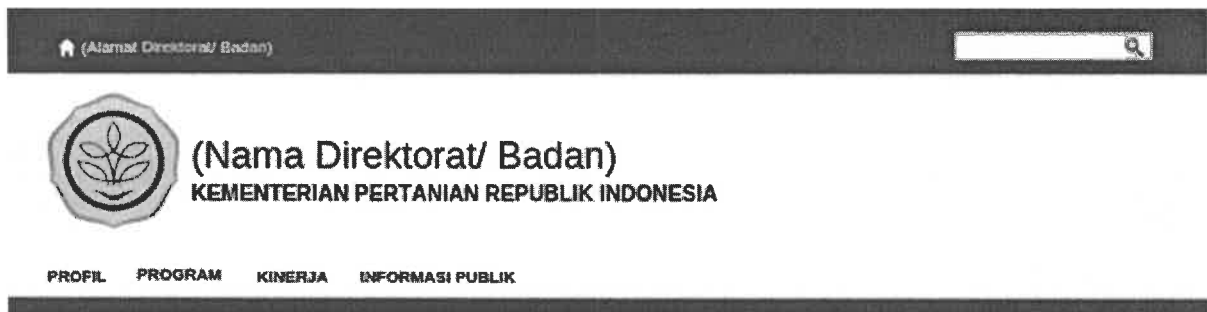 (Alamat Direktorat/ Badan)
(Nama Direktorat/ Badan)
KEMENTERIAN PERTANIAN REPUBLIK INDONESIA
PROFIL PROGRAM KINERJA INFORMASI PUBLIK